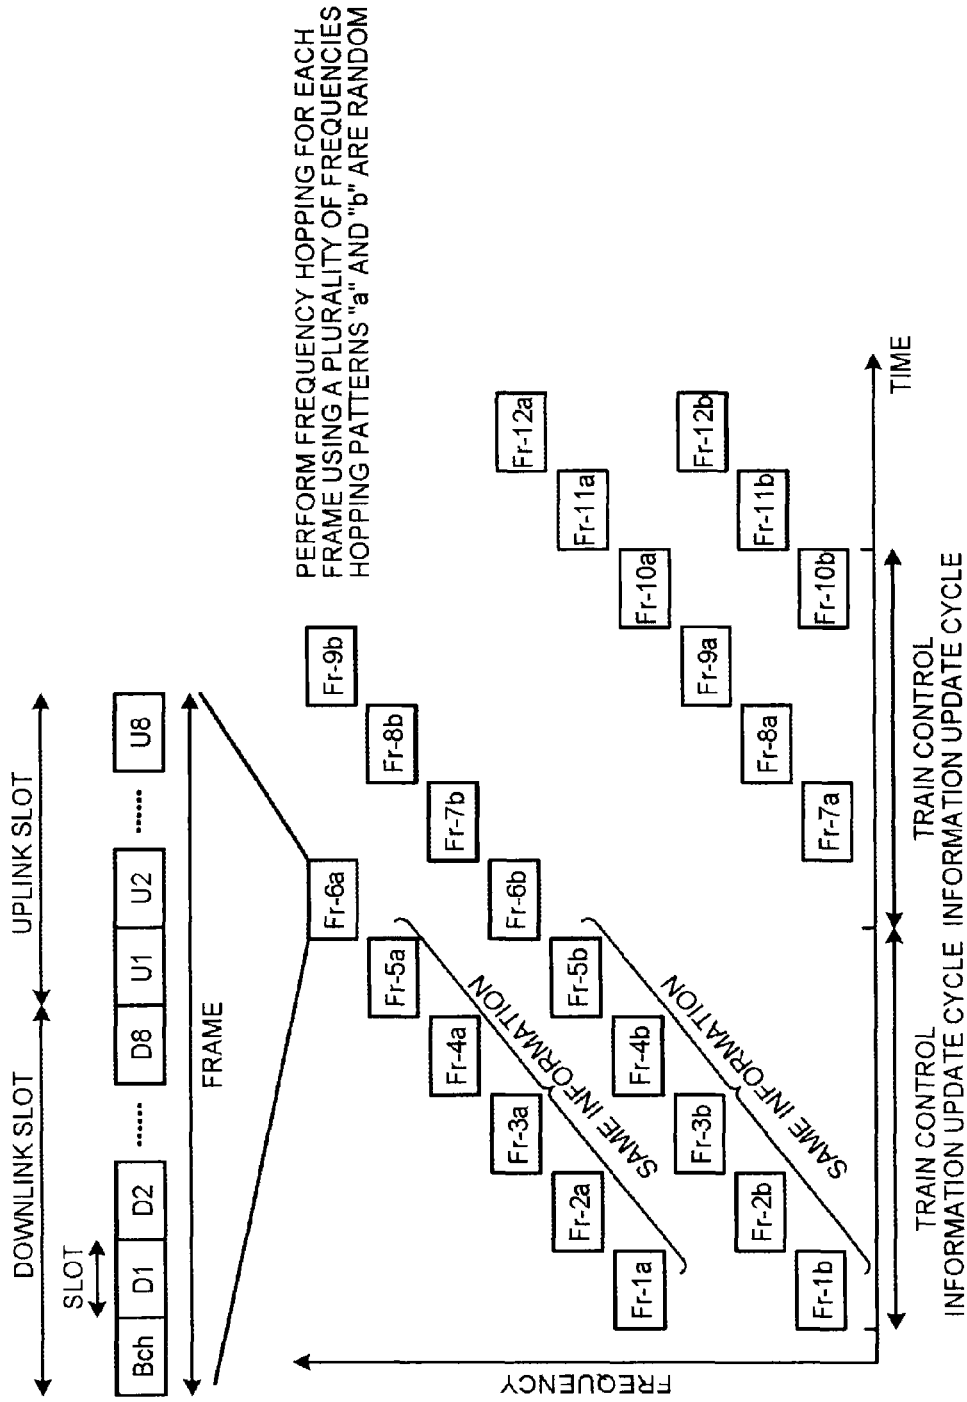 DOWNLINK SLOT
UPLINK SLOT
SLOT
Bch D1 D2 ...... D8 U1 U2 ...... U8
FRAME
PERFORM FREQUENCY HOPPING FOR EACH
FRAME USING A PLURALITY OF FREQUENCIES
HOPPING PATTERNS "a" AND "b" ARE RANDOM
FREQUENCY
Fr-6a
Fr-9b
Fr-5a
Fr-8b
Fr-4a
Fr-7b
Fr-3a
Fr-6b
Fr-12a
Fr-2a
Fr-5b
Fr-11a
Fr-1a
Fr-4b
Fr-10a
Fr-3b
Fr-9a
Fr-12b
Fr-2b
Fr-8a
Fr-11b
Fr-1b
Fr-7a
Fr-10b
SAME INFORMATION
SAME INFORMATION
TIME
TRAIN CONTROL
INFORMATION UPDATE CYCLE
TRAIN CONTROL
INFORMATION UPDATE CYCLE